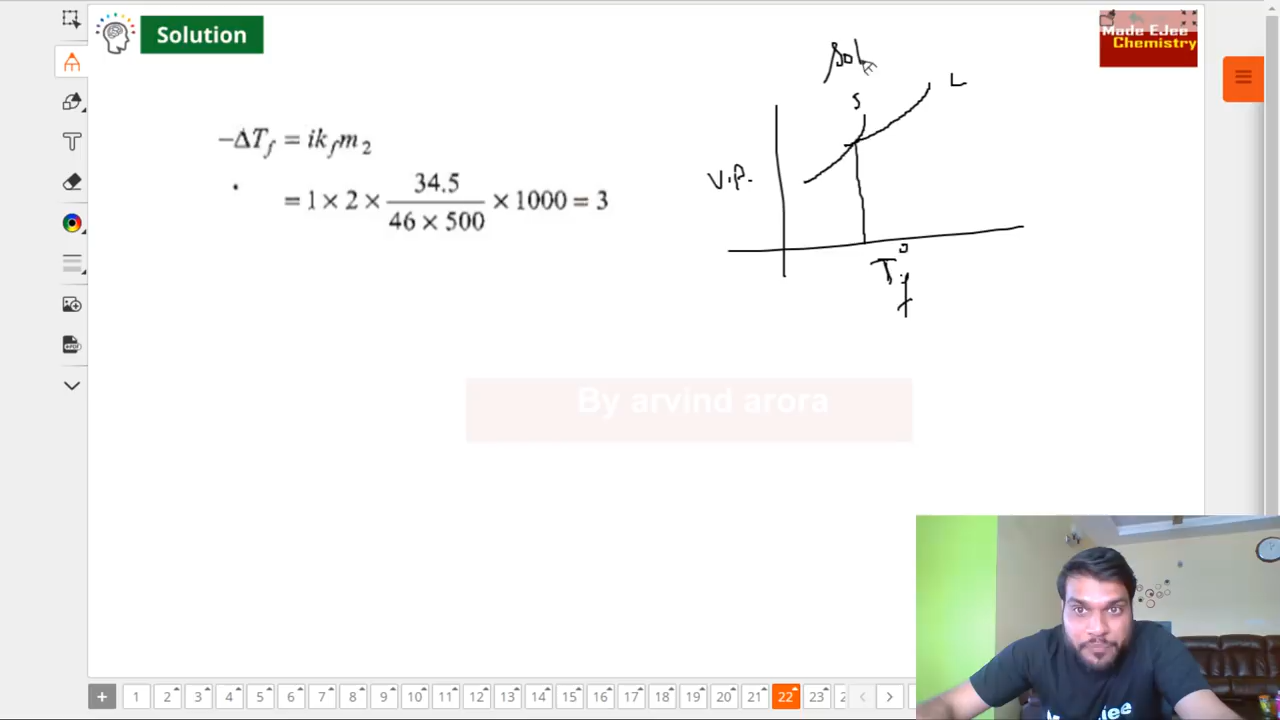 Solution
Made EJee
Chemistry
Sol
S
L
V.P.
T°f
−ΔT_f = ik_f m_2
= 1 × 2 × 34.5 / (46 × 500) × 1000 = 3
By arvind arora
+ 1 2 3 4 5 6 7 8 9 10 11 12 13 14 15 16 17 18 19 20 21 22 23 2